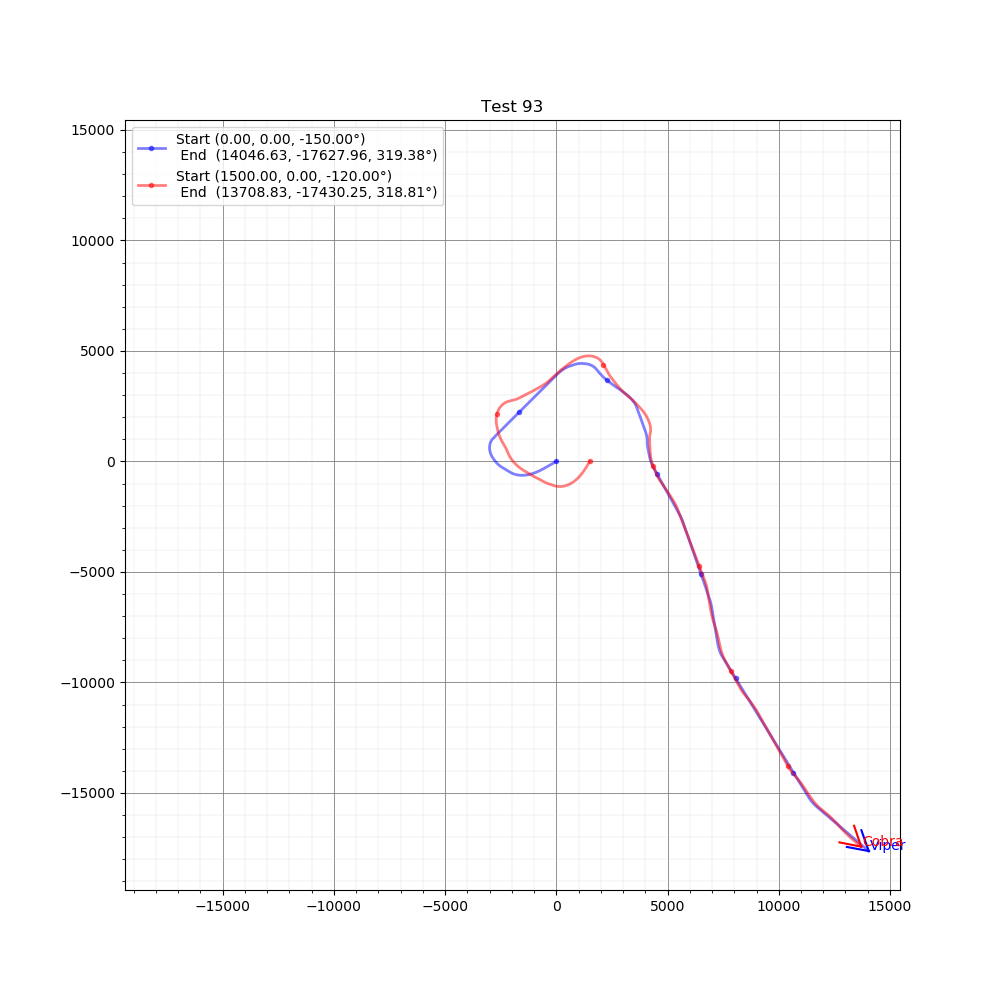 Test 93
Start (0.00, 0.00, -150.00°)
End (14046.63, -17627.96, 319.38°)
Start (1500.00, 0.00, -120.00°)
End (13708.83, -17430.25, 318.81°)
15000
10000
5000
0
−5000
−10000
−15000
Cobra
Viper
−15000 −10000 −5000 0 5000 10000 15000